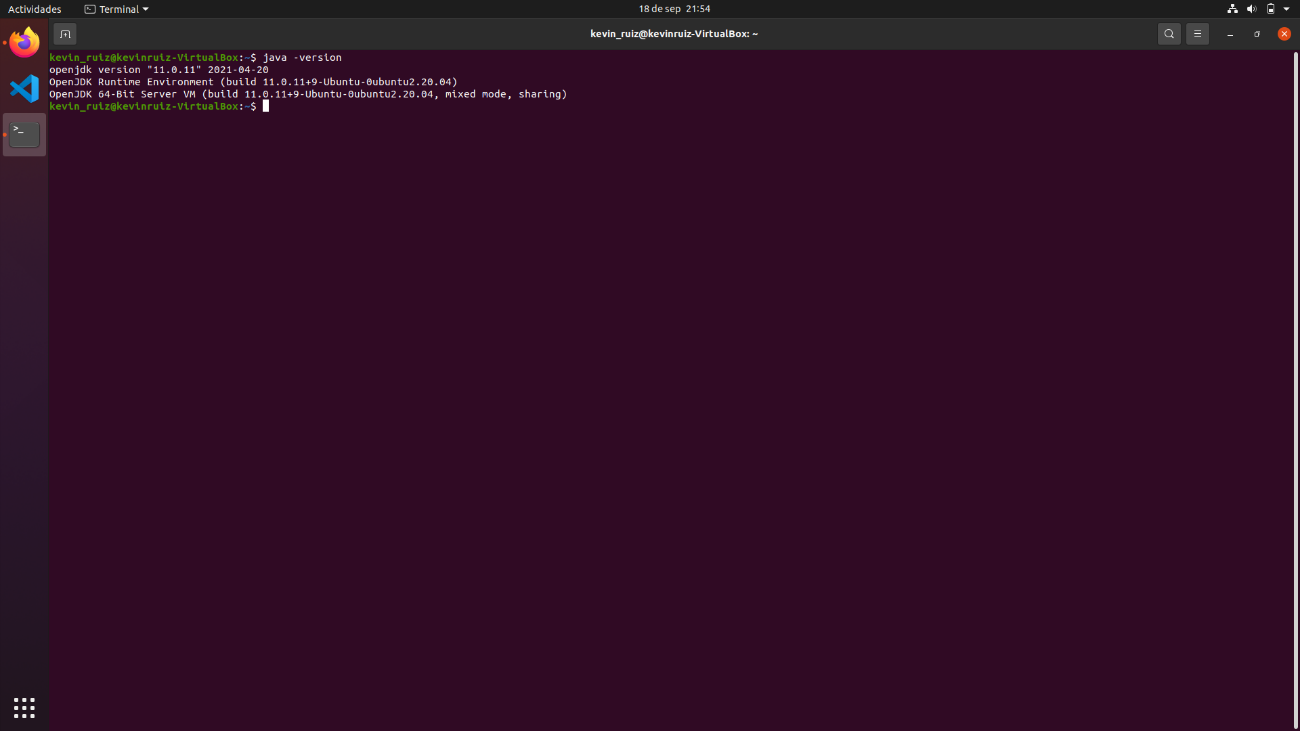 Actividades
Terminal
18 de sep 21:54
kevin_ruiz@kevinruiz-VirtualBox: ~
kevin_ruiz@kevinruiz-VirtualBox:~$ java -version
openjdk version "11.0.11" 2021-04-20
OpenJDK Runtime Environment (build 11.0.11+9-Ubuntu-0ubuntu2.20.04)
OpenJDK 64-Bit Server VM (build 11.0.11+9-Ubuntu-0ubuntu2.20.04, mixed mode, sharing)
kevin_ruiz@kevinruiz-VirtualBox:~$
>_